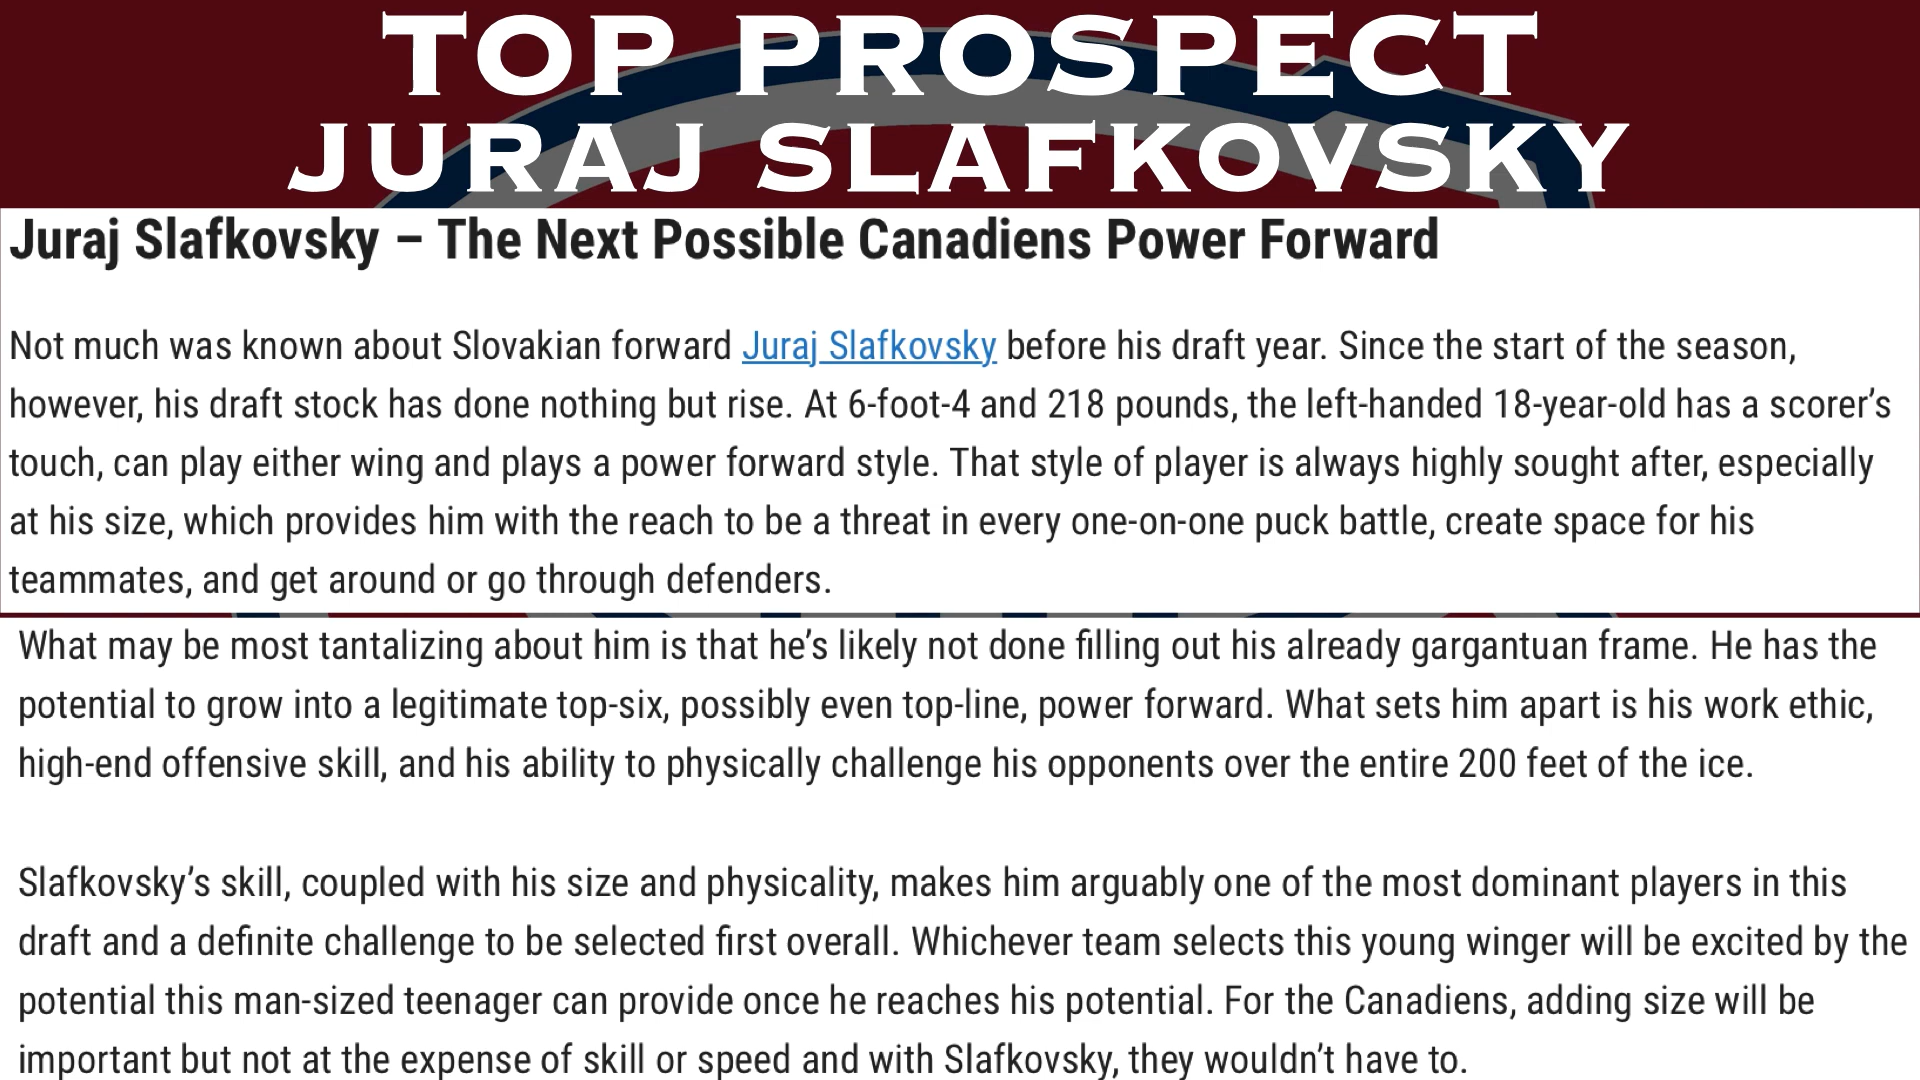 TOP PROSPECT
JURAJ SLAFKOVSKY
Juraj Slafkovsky – The Next Possible Canadiens Power Forward
Not much was known about Slovakian forward Juraj Slafkovsky before his draft year. Since the start of the season,
however, his draft stock has done nothing but rise. At 6-foot-4 and 218 pounds, the left-handed 18-year-old has a scorer’s
touch, can play either wing and plays a power forward style. That style of player is always highly sought after, especially
at his size, which provides him with the reach to be a threat in every one-on-one puck battle, create space for his
teammates, and get around or go through defenders.
What may be most tantalizing about him is that he’s likely not done filling out his already gargantuan frame. He has the
potential to grow into a legitimate top-six, possibly even top-line, power forward. What sets him apart is his work ethic,
high-end offensive skill, and his ability to physically challenge his opponents over the entire 200 feet of the ice.
Slafkovsky’s skill, coupled with his size and physicality, makes him arguably one of the most dominant players in this
draft and a definite challenge to be selected first overall. Whichever team selects this young winger will be excited by the
potential this man-sized teenager can provide once he reaches his potential. For the Canadiens, adding size will be
important but not at the expense of skill or speed and with Slafkovsky, they wouldn’t have to.